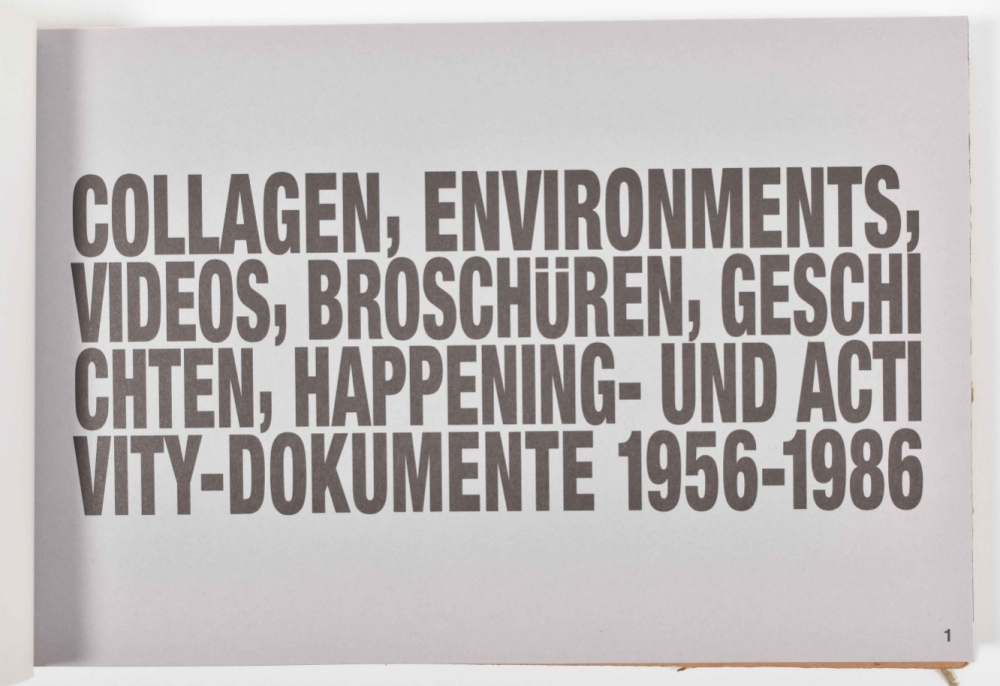 COLLAGEN, ENVIRONMENTS,
VIDEOS, BROSCHÜREN, GESCHI
CHTEN, HAPPENING- UND ACTI
VITY-DOKUMENTE 1956-1986
1